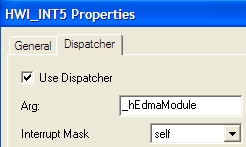 HWI_INT5 Properties
General Dispatcher
Use Dispatcher
Arg: _hEdmaModule
Interrupt Mask self